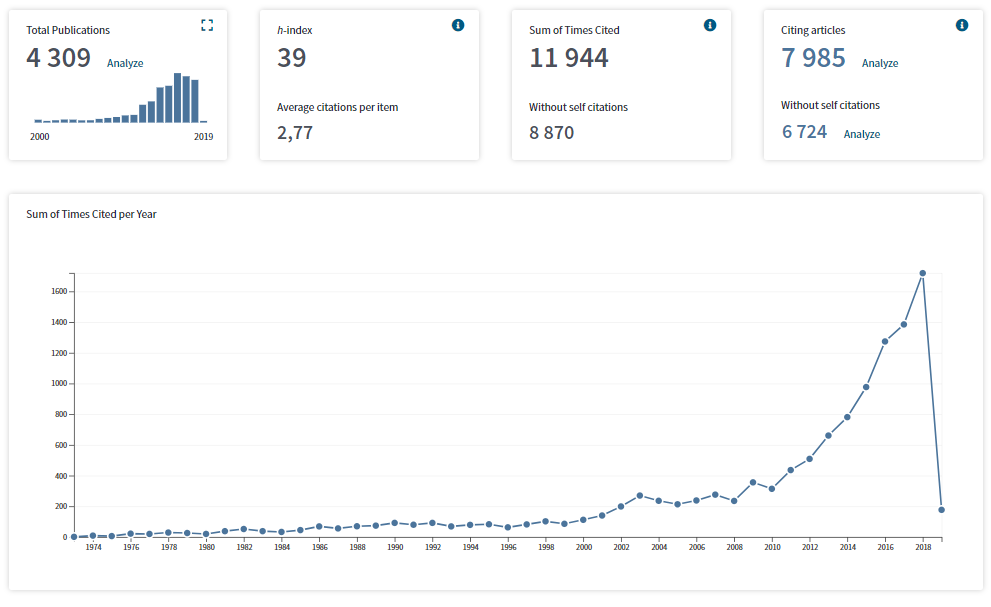 Total Publications
4 309 Analyze
2000 2019
h-index
39
Average citations per item
2,77
Sum of Times Cited
11 944
Without self citations
8 870
Citing articles
7 985 Analyze
Without self citations
6 724 Analyze
Sum of Times Cited per Year
1600
1400
1200
1000
800
600
400
200
0
1974 1976 1978 1980 1982 1984 1986 1988 1990 1992 1994 1996 1998 2000 2002 2004 2006 2008 2010 2012 2014 2016 2018